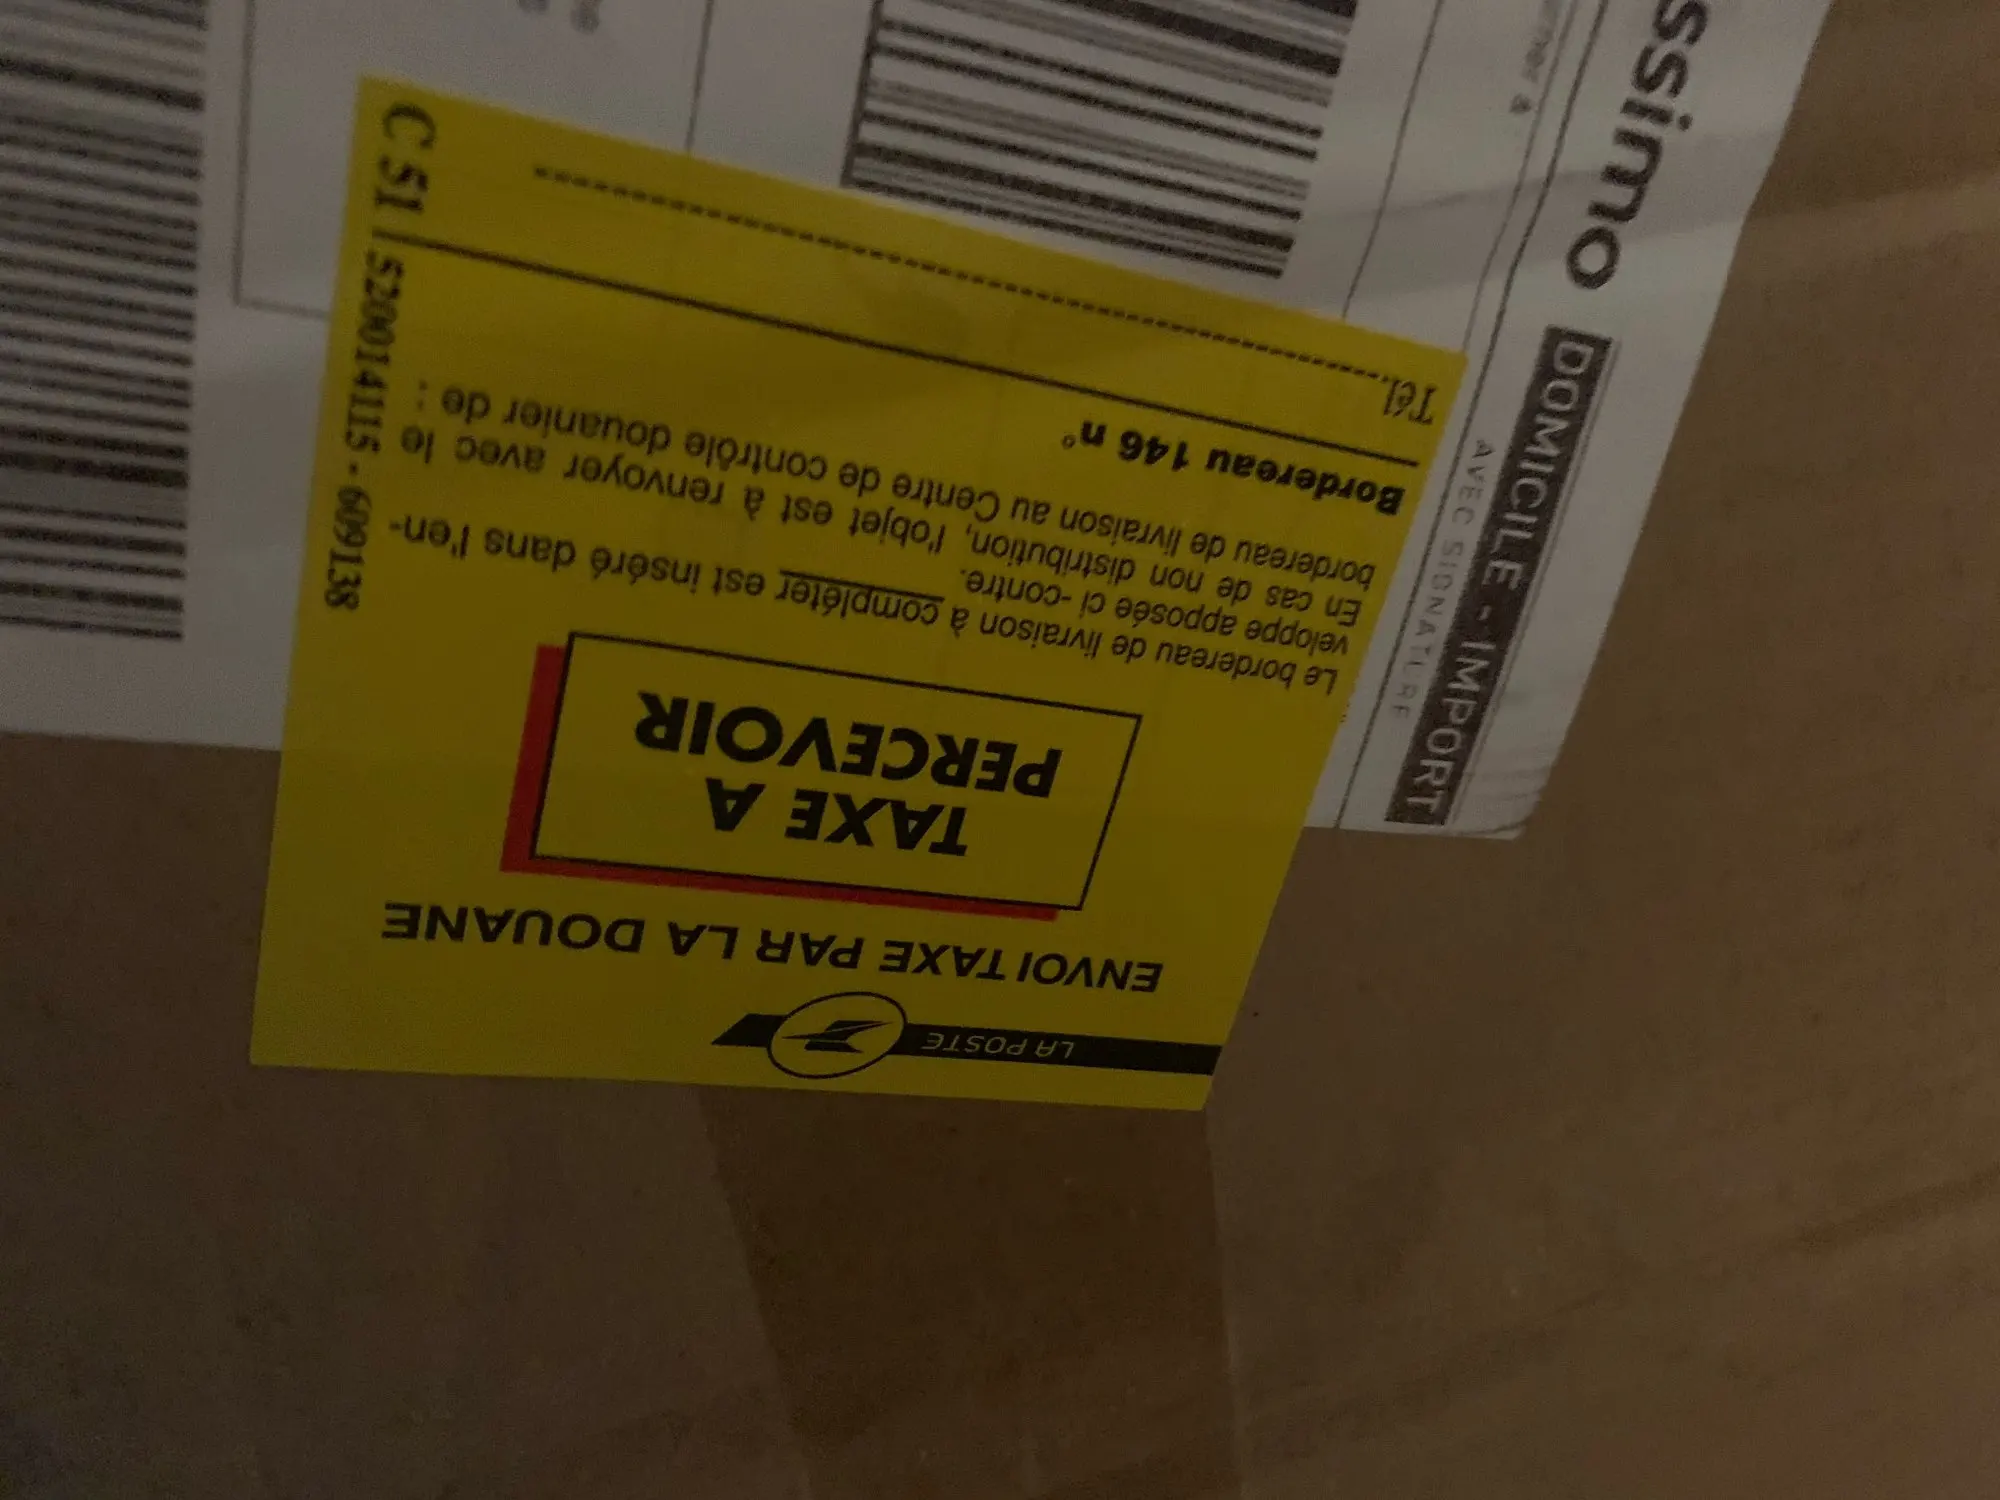 LA POSTE
ENVOI TAXE PAR LA DOUANE
TAXE A
PERCEVOIR
Le bordereau de livraison à compléter est inséré dans l'en-
veloppe apposée ci-contre.
En cas de non distribution, l'objet est à renvoyer avec le
bordereau de livraison au Centre de contrôle douanier de :
Bordereau 146 n°
Tél.
C 51
520014115 - 609138
ssimo
DOMICILE - IMPORT
AVEC SIGNATURE